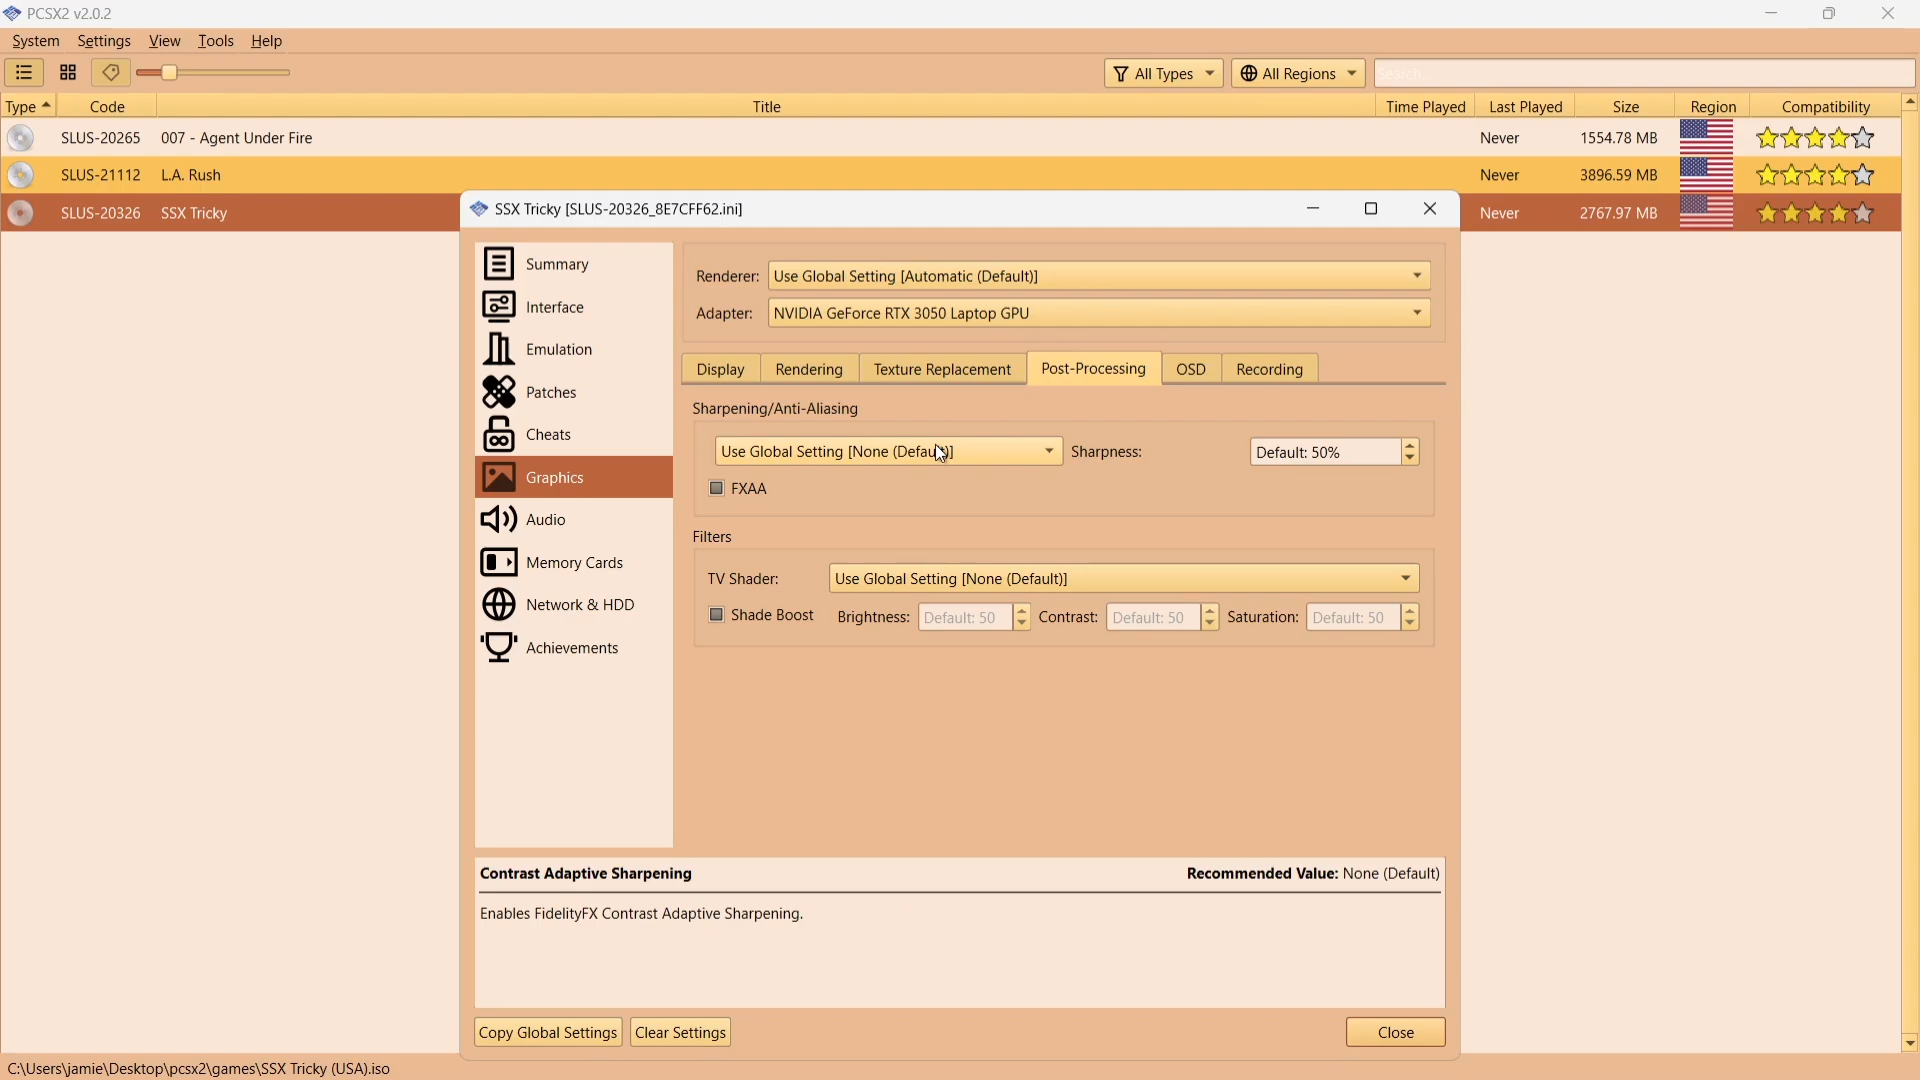 PCSX2 v2.0.2
System Settings View Tools Help
All Types All Regions Search...
Type Code Title Time Played Last Played Size Region Compatibility
SLUS-20265 007 - Agent Under Fire Never 1554.78 MB
SLUS-21112 L.A. Rush Never 3896.59 MB
SLUS-20326 SSX Tricky Never 2767.97 MB
SSX Tricky [SLUS-20326_8E7CFF62.ini]
Summary
Interface
Emulation
Patches
Cheats
Graphics
Audio
Memory Cards
Network & HDD
Achievements
Renderer: Use Global Setting [Automatic (Default)]
Adapter: NVIDIA GeForce RTX 3050 Laptop GPU
Display Rendering Texture Replacement Post-Processing OSD Recording
Sharpening/Anti-Aliasing
Use Global Setting [None (Default)] Sharpness: Default: 50%
FXAA
Filters
TV Shader: Use Global Setting [None (Default)]
Shade Boost Brightness: Default: 50 Contrast: Default: 50 Saturation: Default: 50
Contrast Adaptive Sharpening Recommended Value: None (Default)
Enables FidelityFX Contrast Adaptive Sharpening.
Copy Global Settings Clear Settings Close
C:\Users\jamie\Desktop\pcsx2\games\SSX Tricky (USA).iso